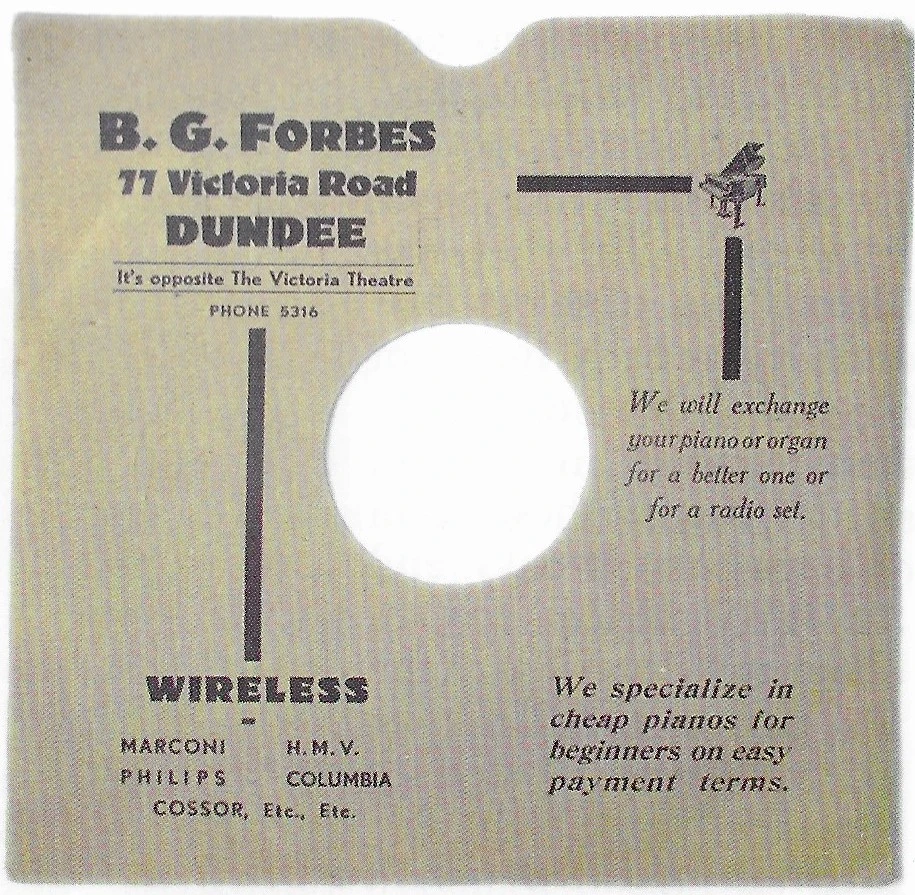 B. G. FORBES
77 Victoria Road
DUNDEE
It's opposite The Victoria Theatre
PHONE 5316
We will exchange
your piano or organ
for a better one or
for a radio set.
WIRELESS
MARCONI H.M.V.
PHILIPS COLUMBIA
COSSOR, Etc., Etc.
We specialize in
cheap pianos for
beginners on easy
payment terms.